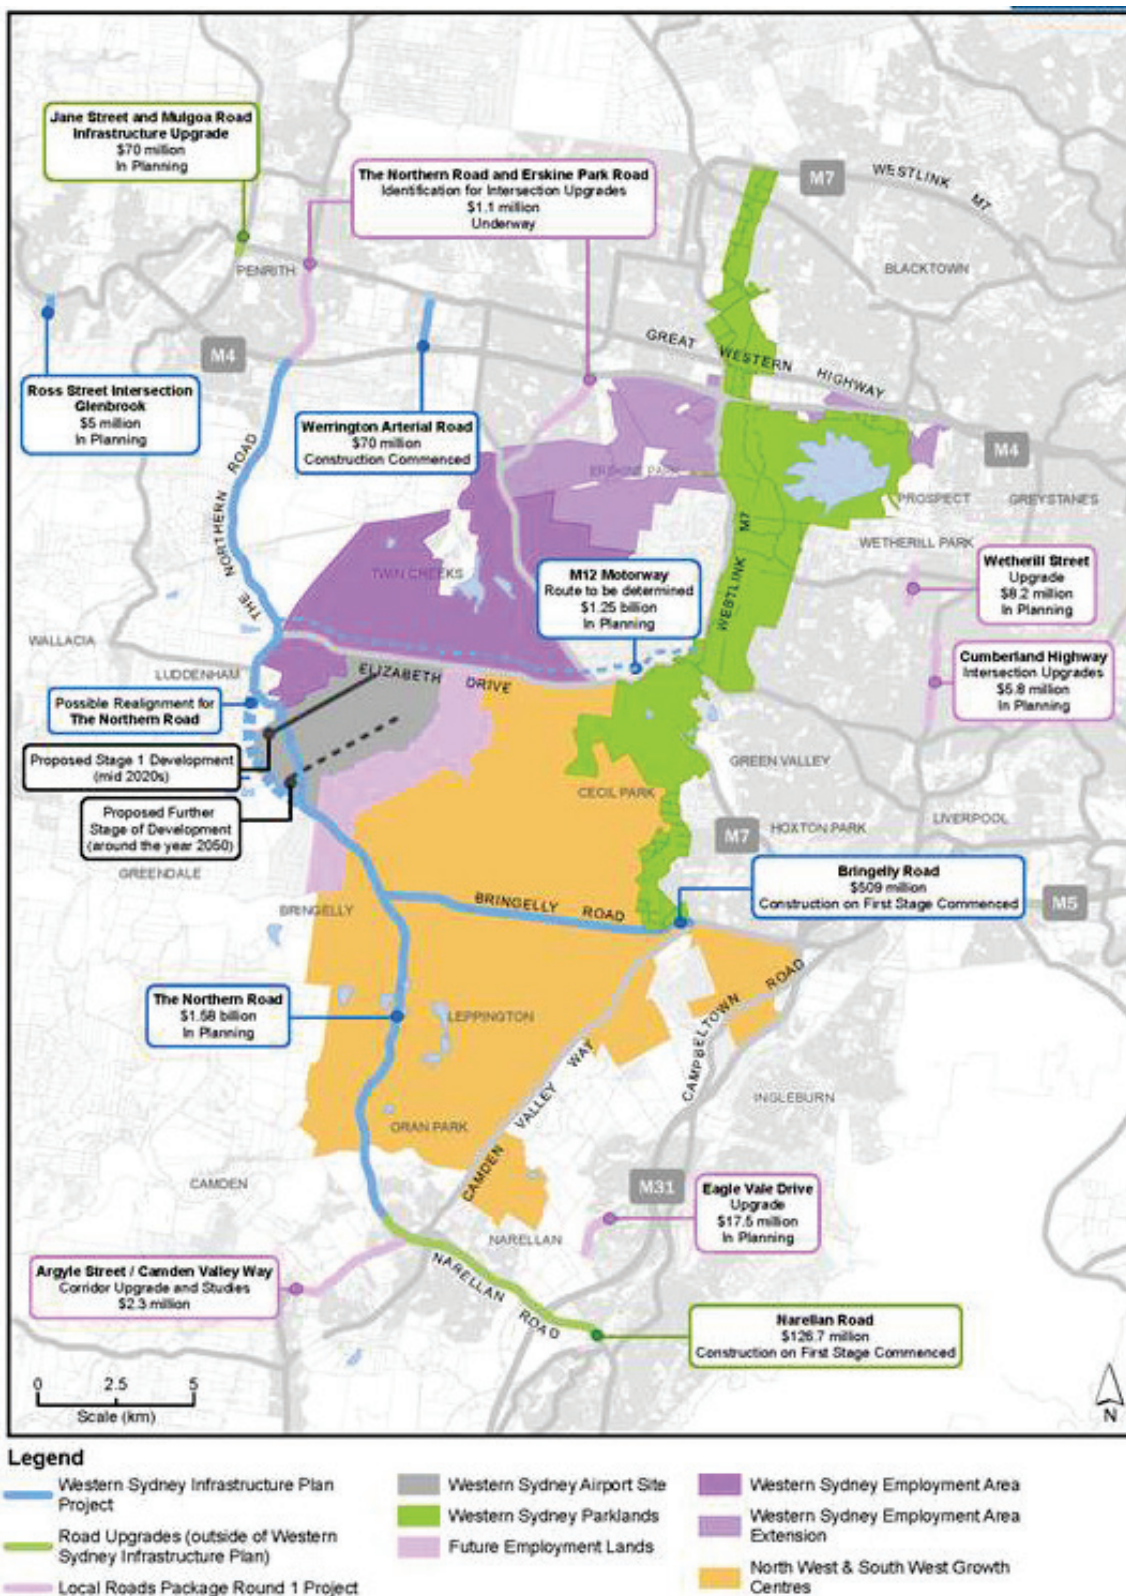 Jane Street and Mulgoa Road
Infrastructure Upgrade
$70 million
In Planning
The Northern Road and Erskine Park Road
Identification for Intersection Upgrades
$1.1 million
Underway
M7
WESTLINK M7
BLACKTOWN
PENRITH
M4
GREAT WESTERN HIGHWAY
Ross Street Intersection
Glenbrook
$5 million
In Planning
Werrington Arterial Road
$70 million
Construction Commenced
M4
THE NORTHERN ROAD
ERSKINE PARK
PROSPECT
GREYSTANES
WETHERILL PARK
WESTLINK M7
TWIN CREEKS
M12 Motorway
Route to be determined
$1.25 billion
In Planning
Wetherill Street
Upgrade
$8.2 million
In Planning
WALLACIA
LUDDENHAM
ELIZABETH DRIVE
Cumberland Highway
Intersection Upgrades
$5.8 million
In Planning
Possible Realignment for
The Northern Road
Proposed Stage 1 Development
(mid 2020s)
Proposed Further
Stage of Development
(around the year 2050)
GREENDALE
GREEN VALLEY
CECIL PARK
LIVERPOOL
M7
HOXTON PARK
Bringelly Road
$509 million
Construction on First Stage Commenced
M5
BRINGELLY
BRINGELLY ROAD
CAMPBELTOWN ROAD
The Northern Road
$1.58 billion
In Planning
LEPPINGTON
CAMDEN VALLEY WAY
INGLEBURN
ORAN PARK
CAMDEN
M31
Eagle Vale Drive
Upgrade
$17.5 million
In Planning
NARELLAN
NARELLAN ROAD
Argyle Street / Camden Valley Way
Corridor Upgrade and Studies
$2.3 million
Narellan Road
$126.7 million
Construction on First Stage Commenced
0 2.5 5
Scale (km)
N
Legend
Western Sydney Infrastructure Plan
Project
Road Upgrades (outside of Western
Sydney Infrastructure Plan)
Local Roads Package Round 1 Project
Western Sydney Airport Site
Western Sydney Parklands
Future Employment Lands
Western Sydney Employment Area
Western Sydney Employment Area
Extension
North West & South West Growth
Centres